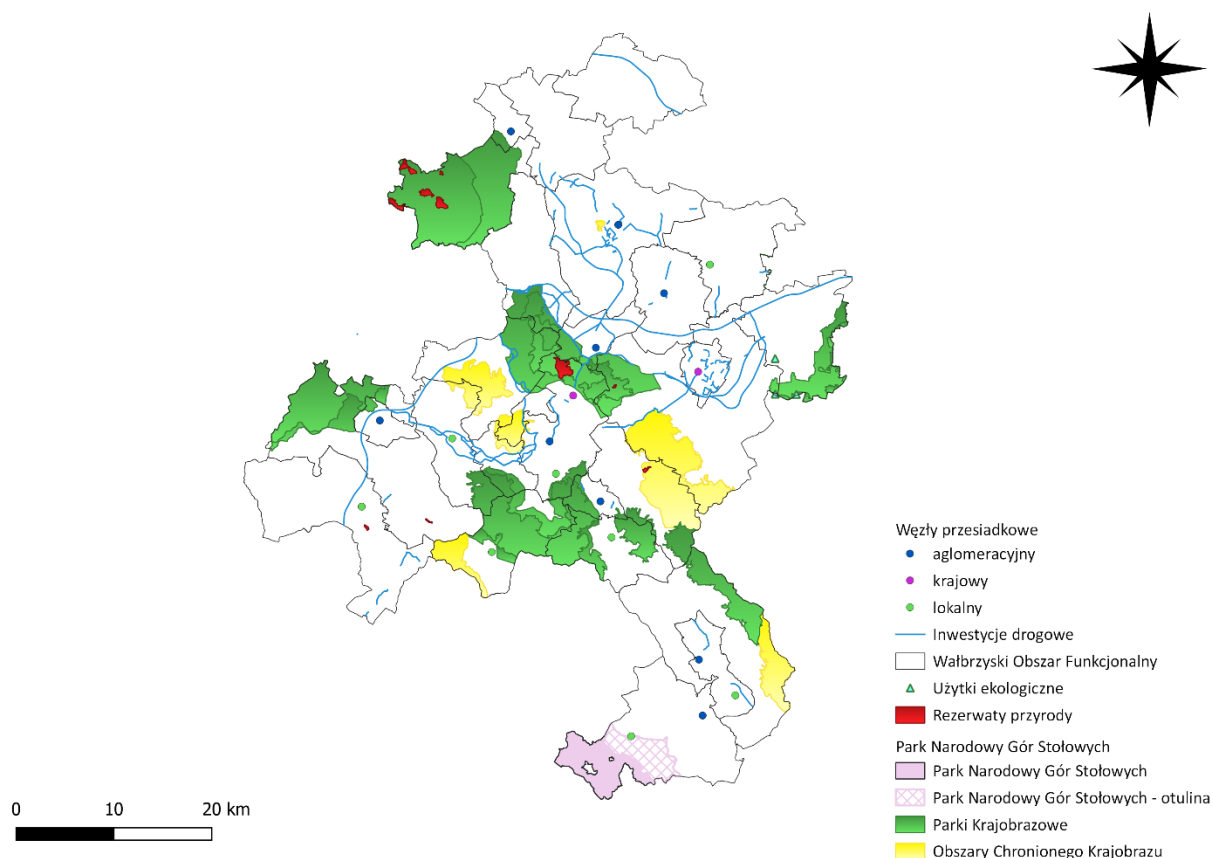 Węzły przesiadkowe
aglomeracyjny
krajowy
lokalny
Inwestycje drogowe
Wałbrzyski Obszar Funkcjonalny
Użytki ekologiczne
Rezerwaty przyrody
Park Narodowy Gór Stołowych
Park Narodowy Gór Stołowych
Park Narodowy Gór Stołowych - otulina
Parki Krajobrazowe
Obszary Chronionego Krajobrazu
0 10 20 km